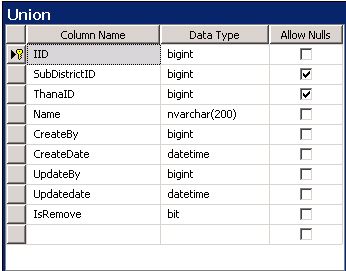 Union
Column Name Data Type Allow Nulls
IID bigint
SubDistrictID bigint
ThanaID bigint
Name nvarchar(200)
CreateBy bigint
CreateDate datetime
UpdateBy bigint
Updatedate datetime
IsRemove bit